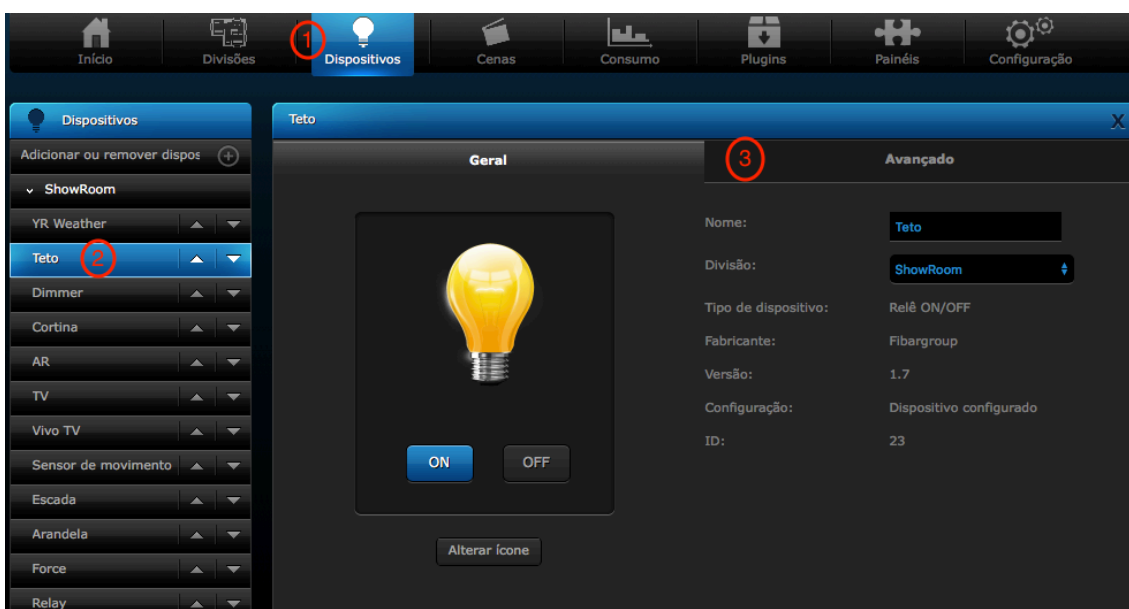 Início
Divisões
1
Dispositivos
Cenas
Consumo
Plugins
Painéis
Configuração
Dispositivos
Adicionar ou remover dispos
ShowRoom
YR Weather
Teto 2
Dimmer
Cortina
AR
TV
Vivo TV
Sensor de movimento
Escada
Arandela
Force
Relay
Teto X
Geral
3 Avançado
ON OFF
Alterar ícone
Nome: Teto
Divisão: ShowRoom
Tipo de dispositivo: Relê ON/OFF
Fabricante: Fibargroup
Versão: 1.7
Configuração: Dispositivo configurado
ID: 23